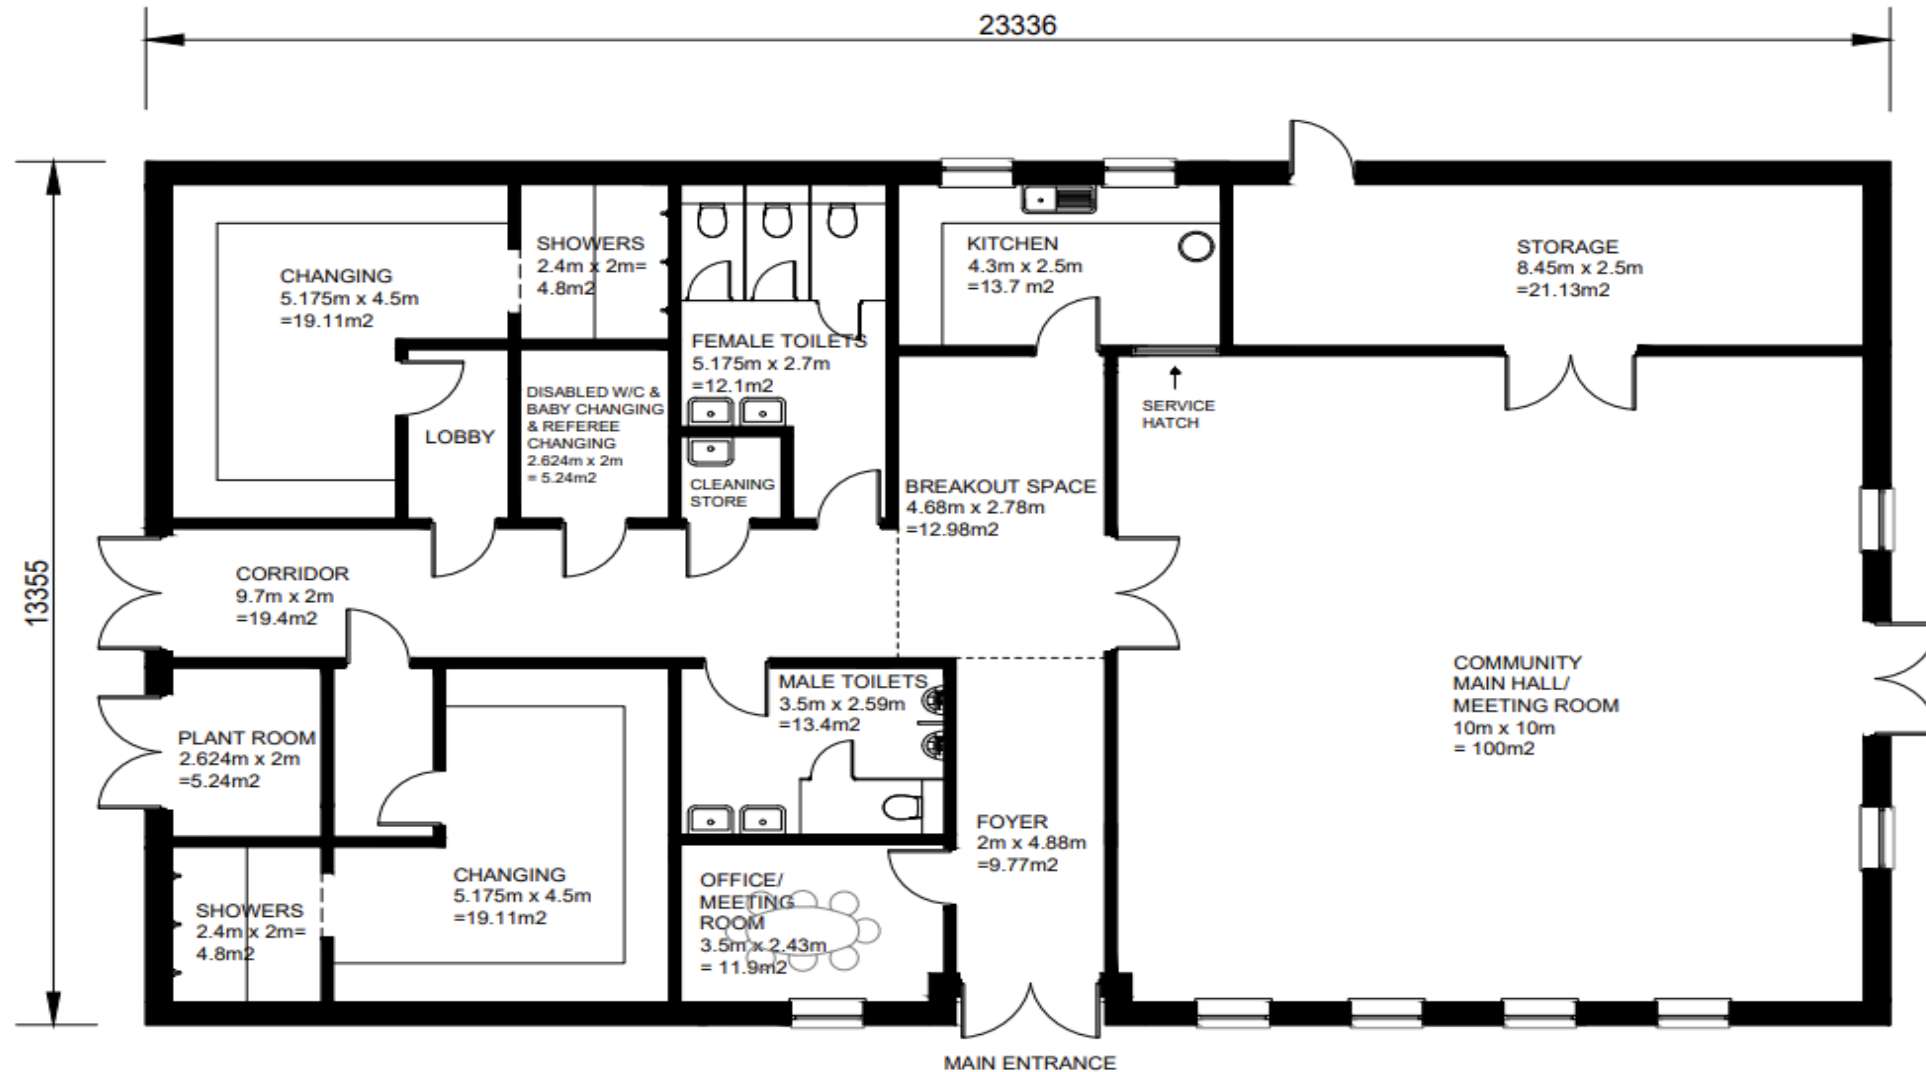 23336
13355
CHANGING
5.175m x 4.5m
=19.11m2
SHOWERS
2.4m x 2m=
4.8m2
FEMALE TOILETS
5.175m x 2.7m
=12.1m2
KITCHEN
4.3m x 2.5m
=13.7 m2
STORAGE
8.45m x 2.5m
=21.13m2
LOBBY
DISABLED W/C &
BABY CHANGING
& REFEREE
CHANGING
2.624m x 2m
= 5.24m2
CLEANING
STORE
BREAKOUT SPACE
4.68m x 2.78m
=12.98m2
SERVICE
HATCH
CORRIDOR
9.7m x 2m
=19.4m2
COMMUNITY
MAIN HALL/
MEETING ROOM
10m x 10m
= 100m2
PLANT ROOM
2.624m x 2m
=5.24m2
MALE TOILETS
3.5m x 2.59m
=13.4m2
FOYER
2m x 4.88m
=9.77m2
SHOWERS
2.4m x 2m=
4.8m2
CHANGING
5.175m x 4.5m
=19.11m2
OFFICE/
MEETING
ROOM
3.5m x 2.43m
= 11.9m2
MAIN ENTRANCE